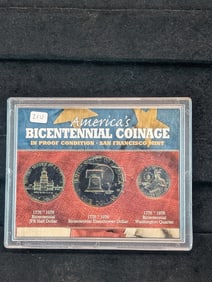 America's
BICENTENNIAL COINAGE
IN PROOF CONDITION · SAN FRANCISCO MINT
1776 * 1976
Bicentennial
JFK Half Dollar
1776 * 1976
Bicentennial Eisenhower Dollar
1776 * 1976
Bicentennial
Washington Quarter